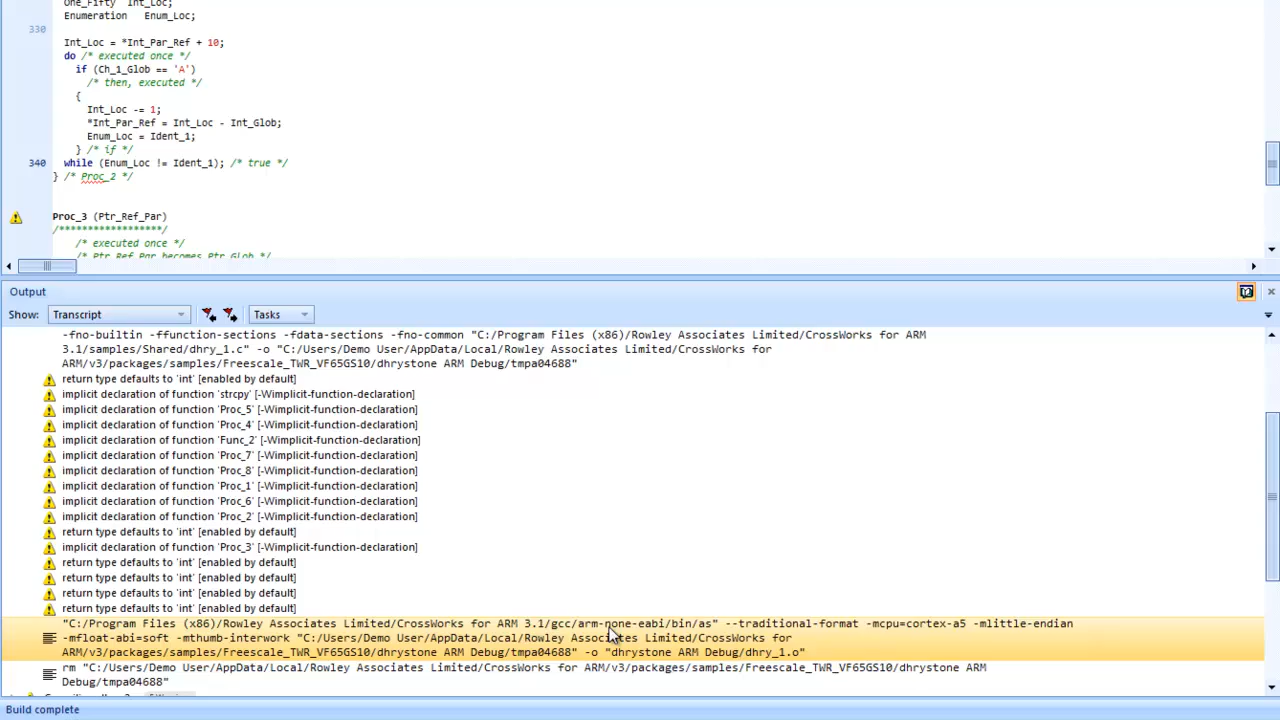 One_Fifty  Int_Loc;
Enumeration   Enum_Loc;
330
Int_Loc = *Int_Par_Ref + 10;
do /* executed once */
if (Ch_1_Glob == 'A')
/* then, executed */
{
Int_Loc -= 1;
*Int_Par_Ref = Int_Loc - Int_Glob;
Enum_Loc = Ident_1;
} /* if */
340 while (Enum_Loc != Ident_1); /* true */
} /* Proc_2 */
Proc_3 (Ptr_Ref_Par)
/******************/
/* executed once */
/* Ptr_Ref_Par becomes Ptr_Glob */
Output
Show: Transcript Tasks
-fno-builtin -ffunction-sections -fdata-sections -fno-common "C:/Program Files (x86)/Rowley Associates Limited/CrossWorks for ARM
3.1/samples/Shared/dhry_1.c" -o "C:/Users/Demo User/AppData/Local/Rowley Associates Limited/CrossWorks for
ARM/v3/packages/samples/Freescale_TWR_VF65GS10/dhrystone ARM Debug/tmpa04688"
return type defaults to 'int' [enabled by default]
implicit declaration of function 'strcpy' [-Wimplicit-function-declaration]
implicit declaration of function 'Proc_5' [-Wimplicit-function-declaration]
implicit declaration of function 'Proc_4' [-Wimplicit-function-declaration]
implicit declaration of function 'Func_2' [-Wimplicit-function-declaration]
implicit declaration of function 'Proc_7' [-Wimplicit-function-declaration]
implicit declaration of function 'Proc_8' [-Wimplicit-function-declaration]
implicit declaration of function 'Proc_1' [-Wimplicit-function-declaration]
implicit declaration of function 'Proc_6' [-Wimplicit-function-declaration]
implicit declaration of function 'Proc_2' [-Wimplicit-function-declaration]
return type defaults to 'int' [enabled by default]
implicit declaration of function 'Proc_3' [-Wimplicit-function-declaration]
return type defaults to 'int' [enabled by default]
return type defaults to 'int' [enabled by default]
return type defaults to 'int' [enabled by default]
return type defaults to 'int' [enabled by default]
"C:/Program Files (x86)/Rowley Associates Limited/CrossWorks for ARM 3.1/gcc/arm-none-eabi/bin/as" --traditional-format -mcpu=cortex-a5 -mlittle-endian
-mfloat-abi=soft -mthumb-interwork "C:/Users/Demo User/AppData/Local/Rowley Associates Limited/CrossWorks for
ARM/v3/packages/samples/Freescale_TWR_VF65GS10/dhrystone ARM Debug/tmpa04688" -o "dhrystone ARM Debug/dhry_1.o"
rm "C:/Users/Demo User/AppData/Local/Rowley Associates Limited/CrossWorks for ARM/v3/packages/samples/Freescale_TWR_VF65GS10/dhrystone ARM
Debug/tmpa04688"
Build complete